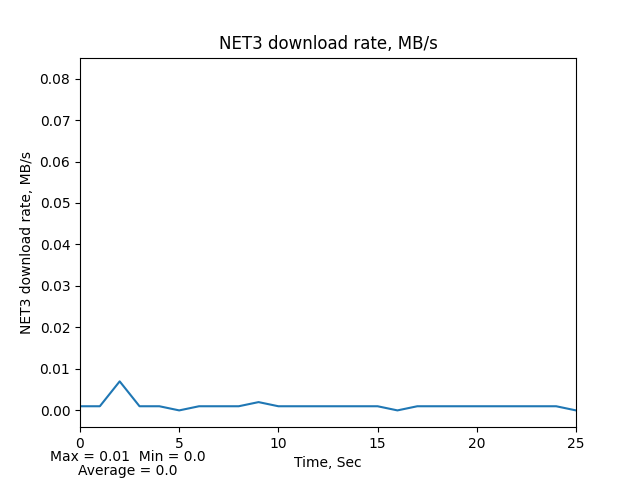 NET3 download rate, MB/s
NET3 download rate, MB/s
0.08
0.07
0.06
0.05
0.04
0.03
0.02
0.01
0.00
0 5 10 15 20 25
Time, Sec
Max = 0.01  Min = 0.0
Average = 0.0